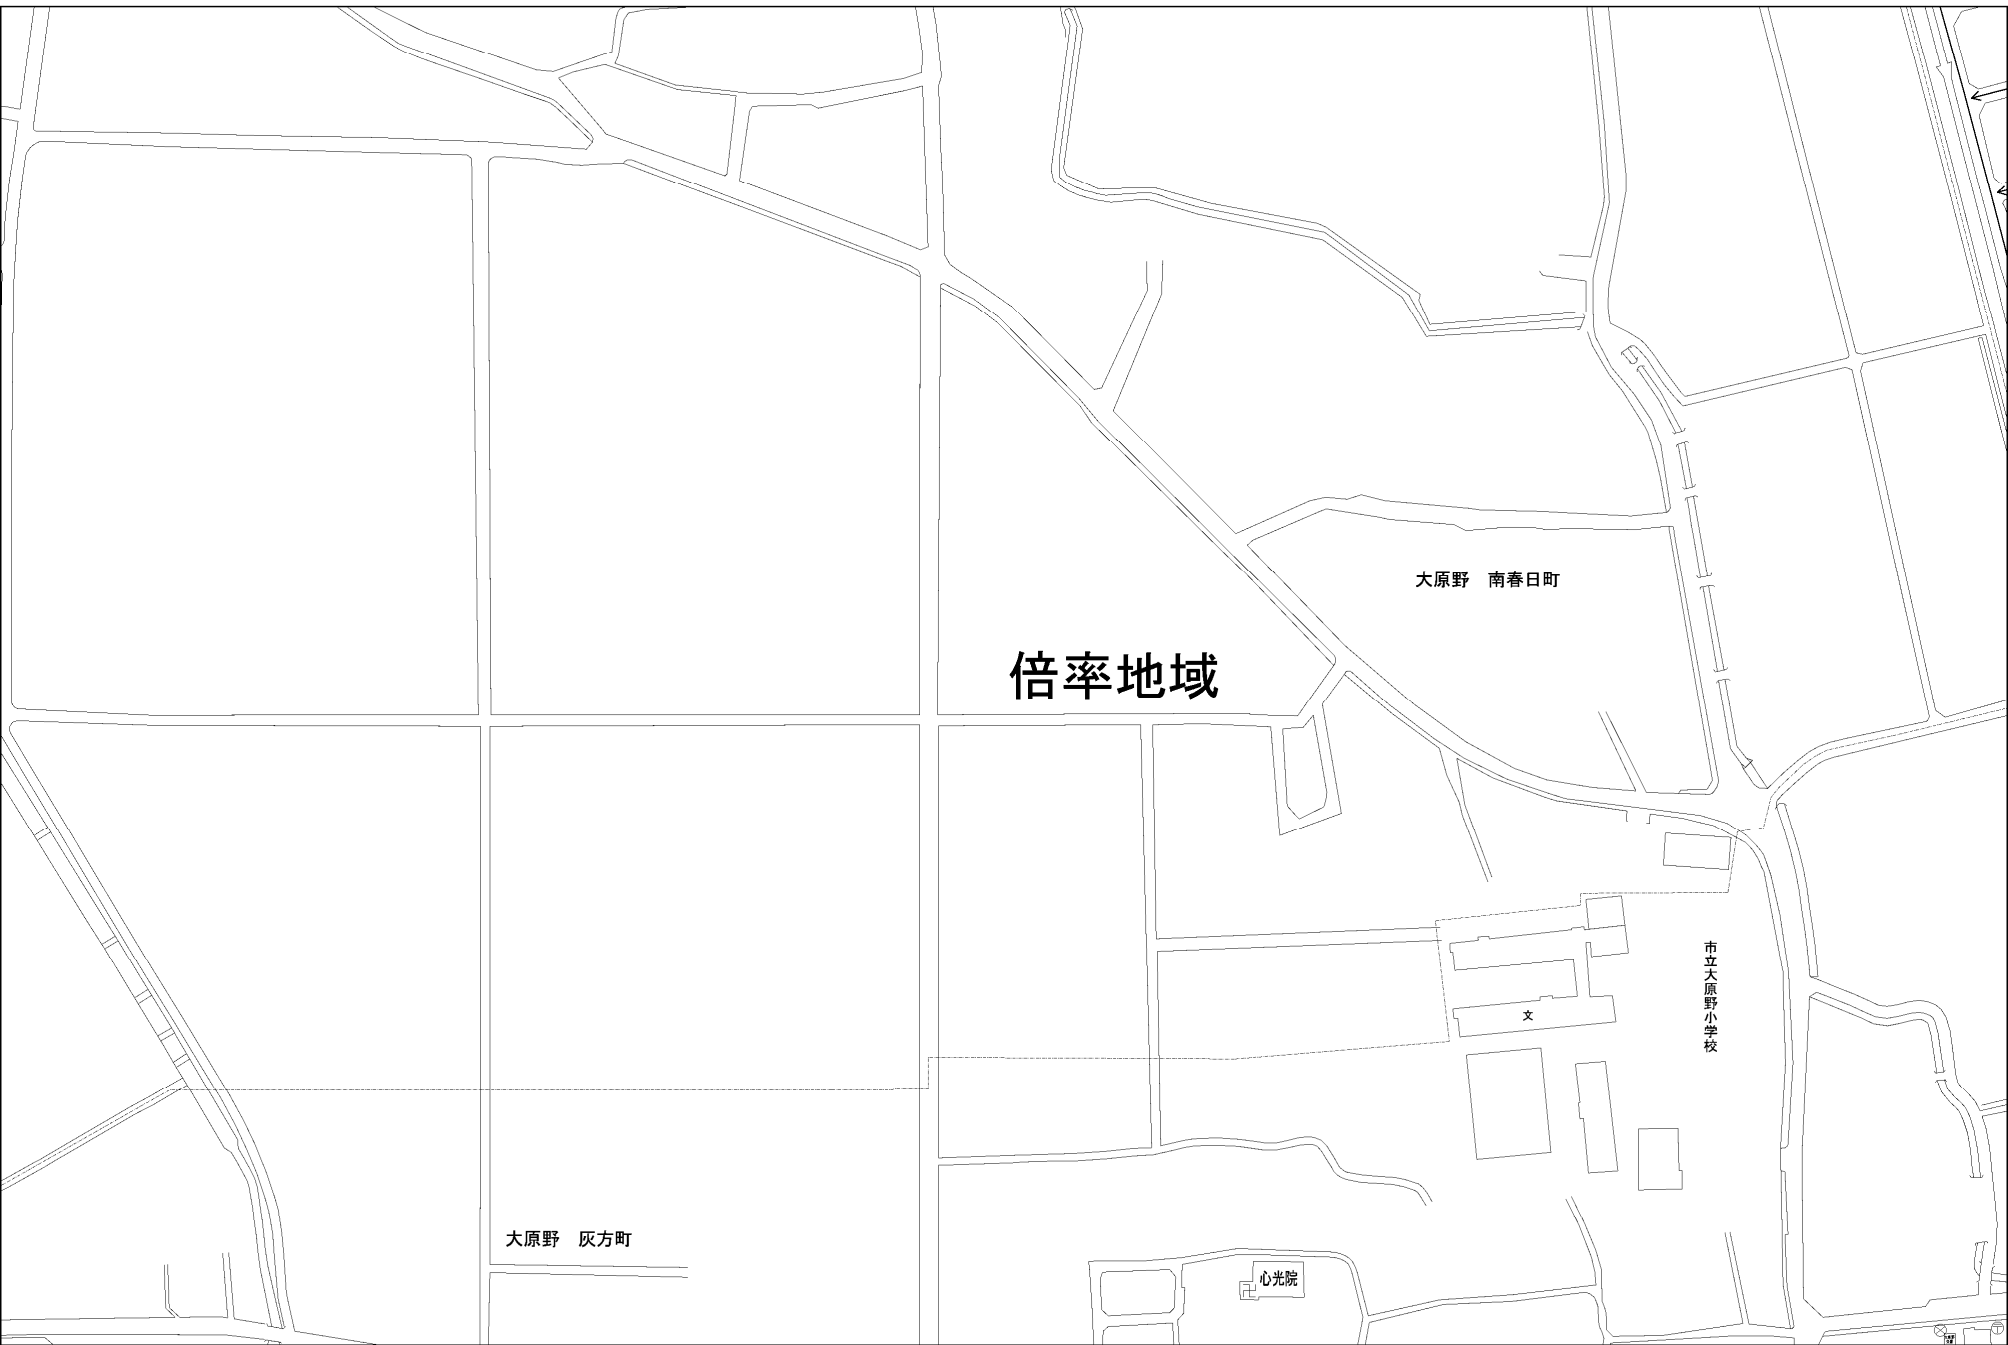 大原野　南春日町
倍率地域
市立大原野小学校
文
大原野　灰方町
心光院